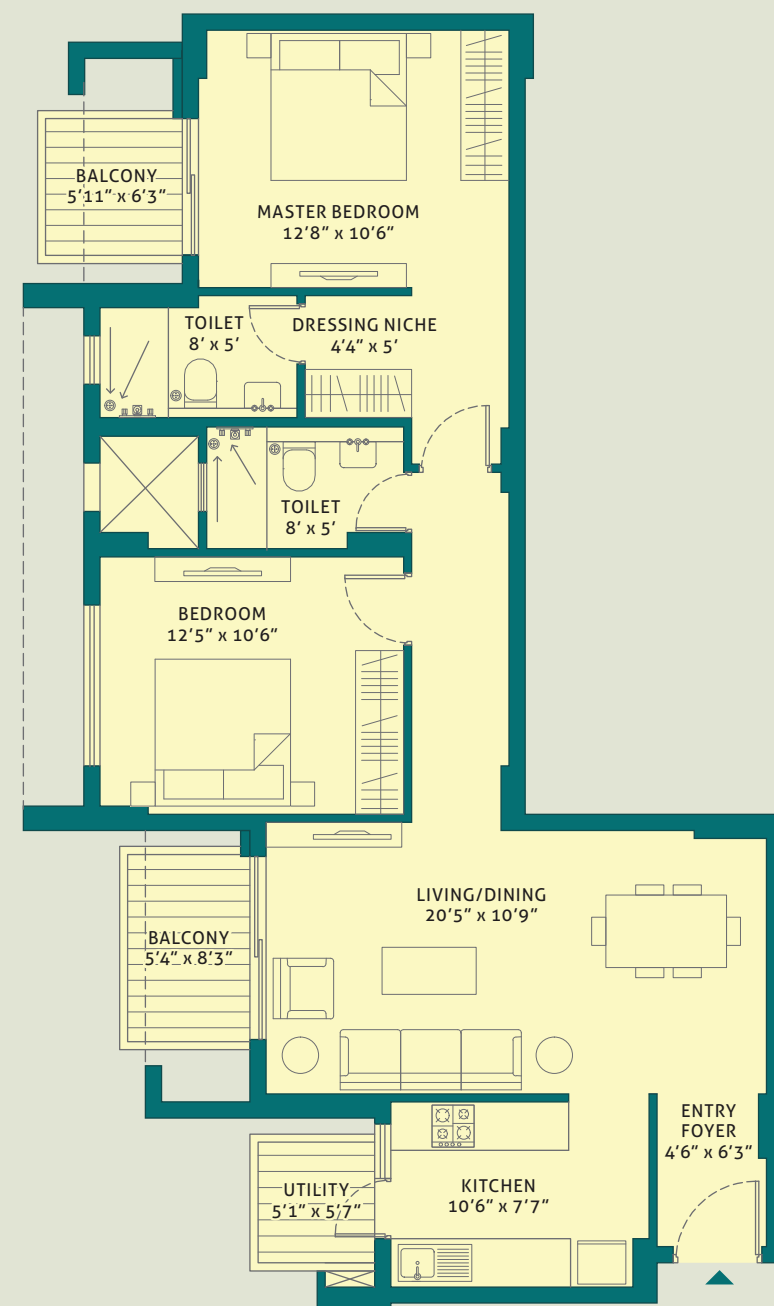 BALCONY
5'11" x 6'3"
MASTER BEDROOM
12'8" x 10'6"
TOILET
8' x 5'
DRESSING NICHE
4'4" x 5'
TOILET
8' x 5'
BEDROOM
12'5" x 10'6"
LIVING/DINING
20'5" x 10'9"
BALCONY
5'4" x 8'3"
ENTRY
FOYER
4'6" x 6'3"
UTILITY
5'1" x 5'7"
KITCHEN
10'6" x 7'7"